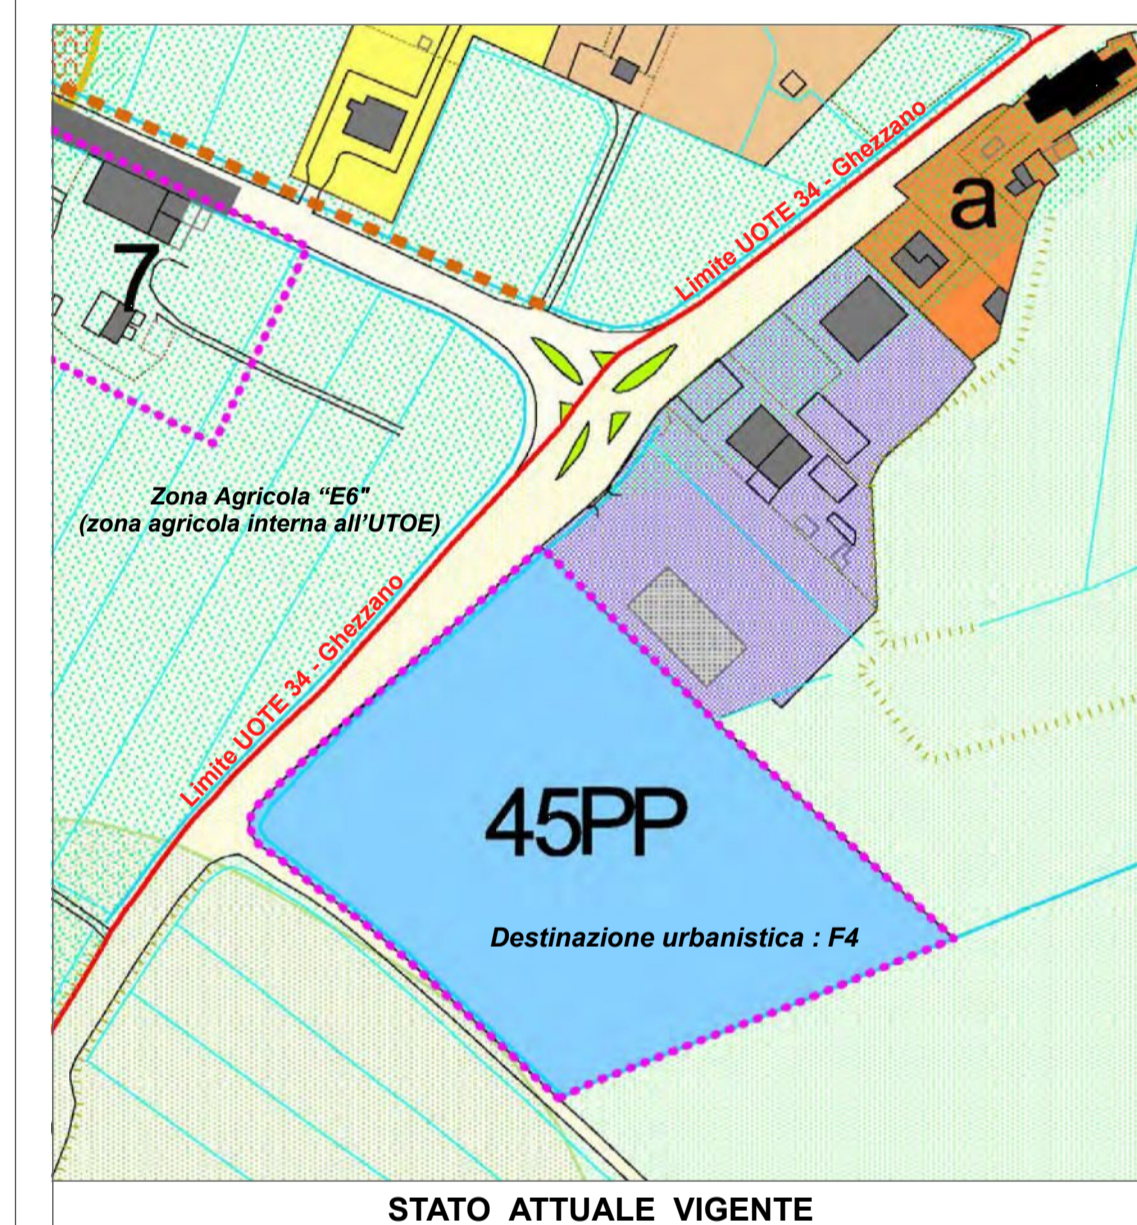 Limite UOTE 34 - Ghezzano
a
7
Zona Agricola “E6"
(zona agricola interna all’UTOE)
Limite UOTE 34 - Ghezzano
45PP
Destinazione urbanistica : F4
STATO ATTUALE VIGENTE